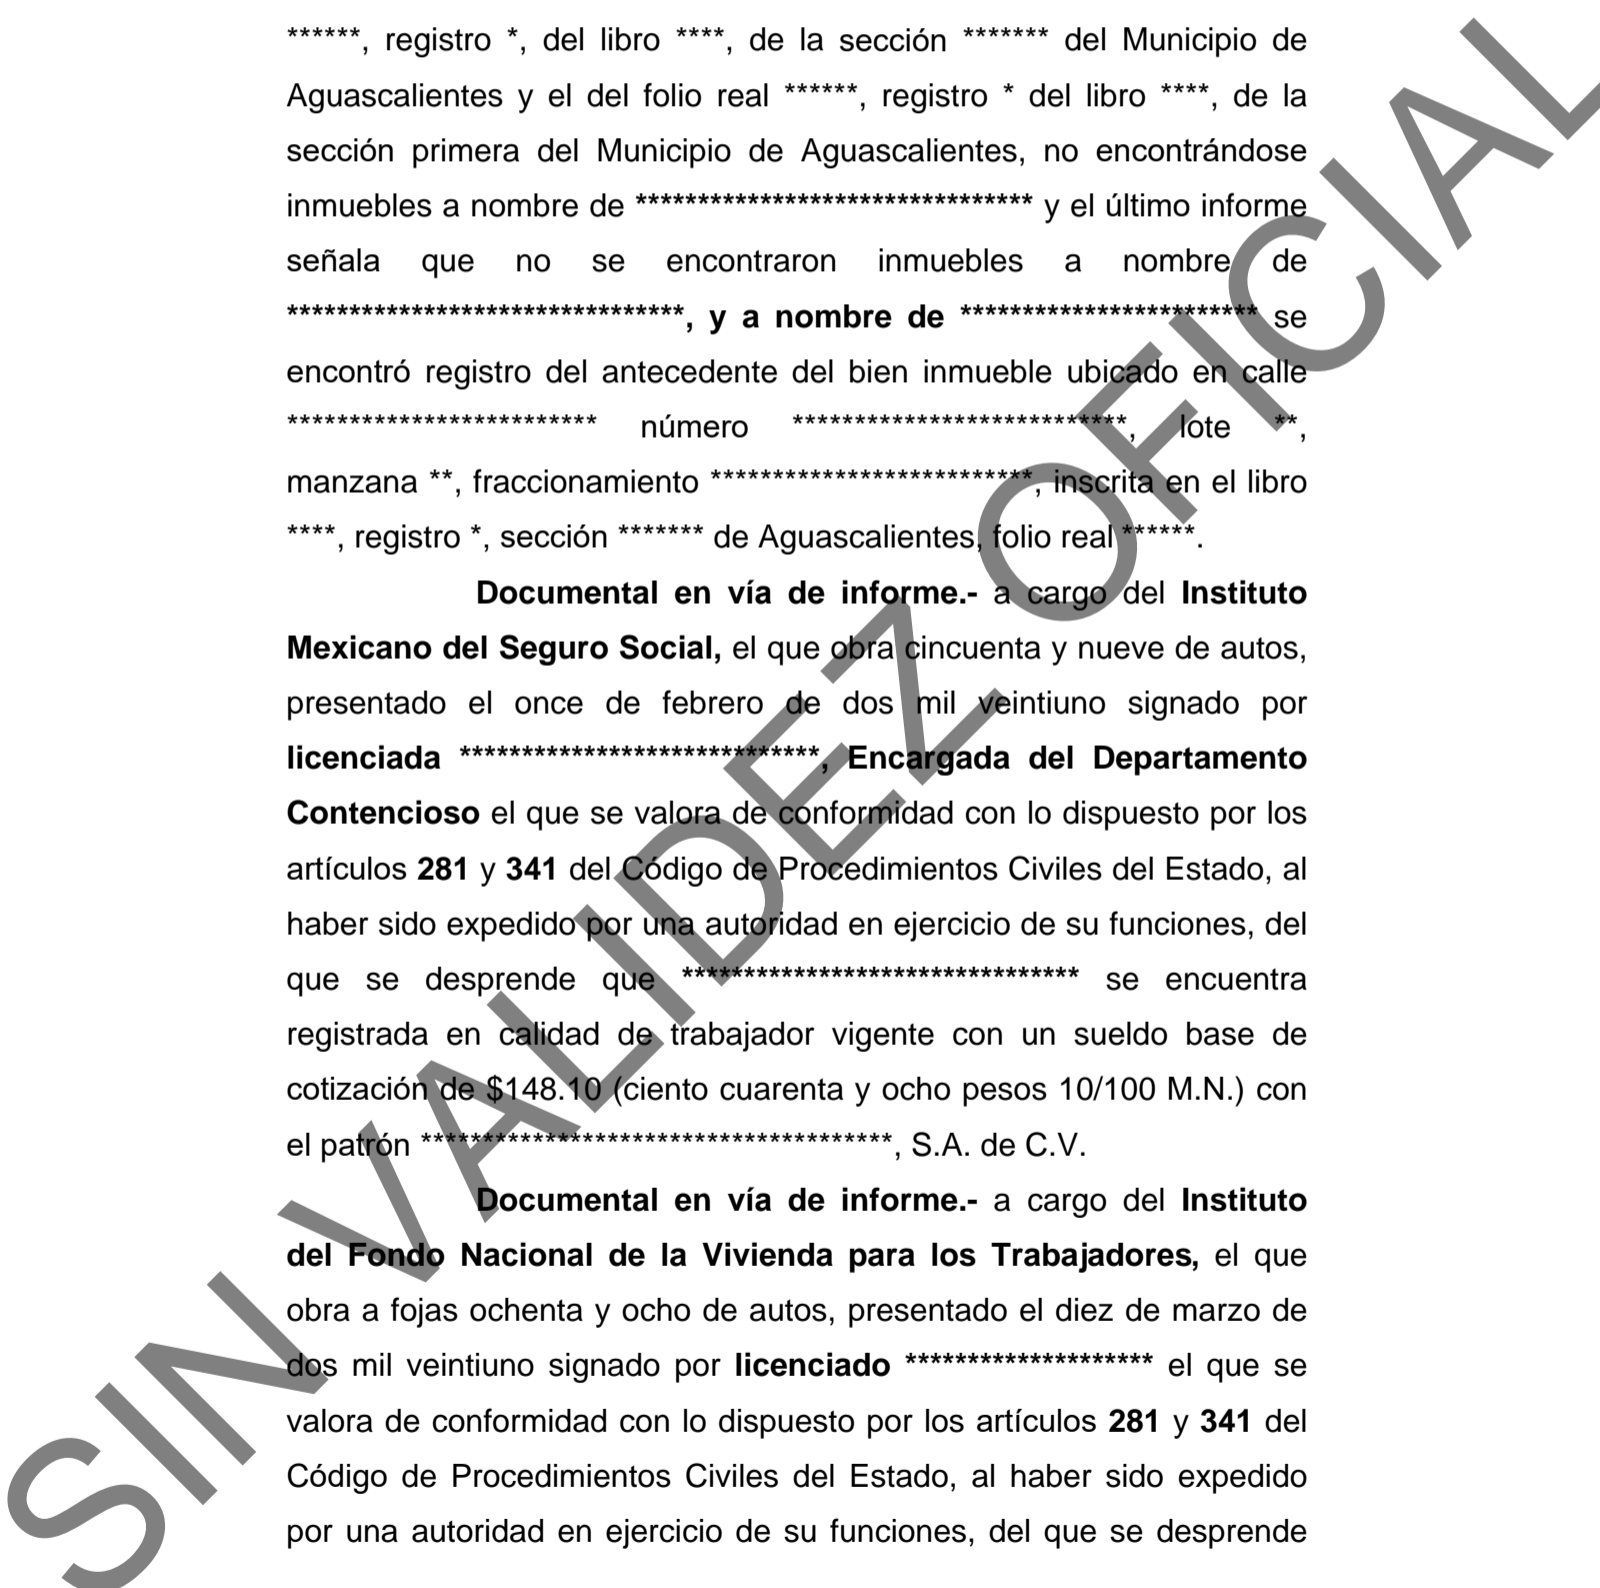 ******, registro *, del libro ****, de la sección ******* del Municipio de
Aguascalientes y el del folio real ******, registro * del libro ****, de la
sección primera del Municipio de Aguascalientes, no encontrándose
inmuebles a nombre de ******************************** y el último informe
señala que no se encontraron inmuebles a nombre de
********************************, y a nombre de ************************ se
encontró registro del antecedente del bien inmueble ubicado en calle
************************* número ***************************, lote **,
manzana **, fraccionamiento **************************, inscrita en el libro
****, registro *, sección ******* de Aguascalientes, folio real ******.
Documental en vía de informe.- a cargo del Instituto
Mexicano del Seguro Social, el que obra cincuenta y nueve de autos,
presentado el once de febrero de dos mil veintiuno signado por
licenciada *****************************, Encargada del Departamento
Contencioso el que se valora de conformidad con lo dispuesto por los
artículos 281 y 341 del Código de Procedimientos Civiles del Estado, al
haber sido expedido por una autoridad en ejercicio de su funciones, del
que se desprende que ******************************** se encuentra
registrada en calidad de trabajador vigente con un sueldo base de
cotización de $148.10 (ciento cuarenta y ocho pesos 10/100 M.N.) con
el patrón **************************************, S.A. de C.V.
Documental en vía de informe.- a cargo del Instituto
del Fondo Nacional de la Vivienda para los Trabajadores, el que
obra a fojas ochenta y ocho de autos, presentado el diez de marzo de
dos mil veintiuno signado por licenciado ******************** el que se
valora de conformidad con lo dispuesto por los artículos 281 y 341 del
Código de Procedimientos Civiles del Estado, al haber sido expedido
por una autoridad en ejercicio de su funciones, del que se desprende
SIN VALIDEZ OFICIAL